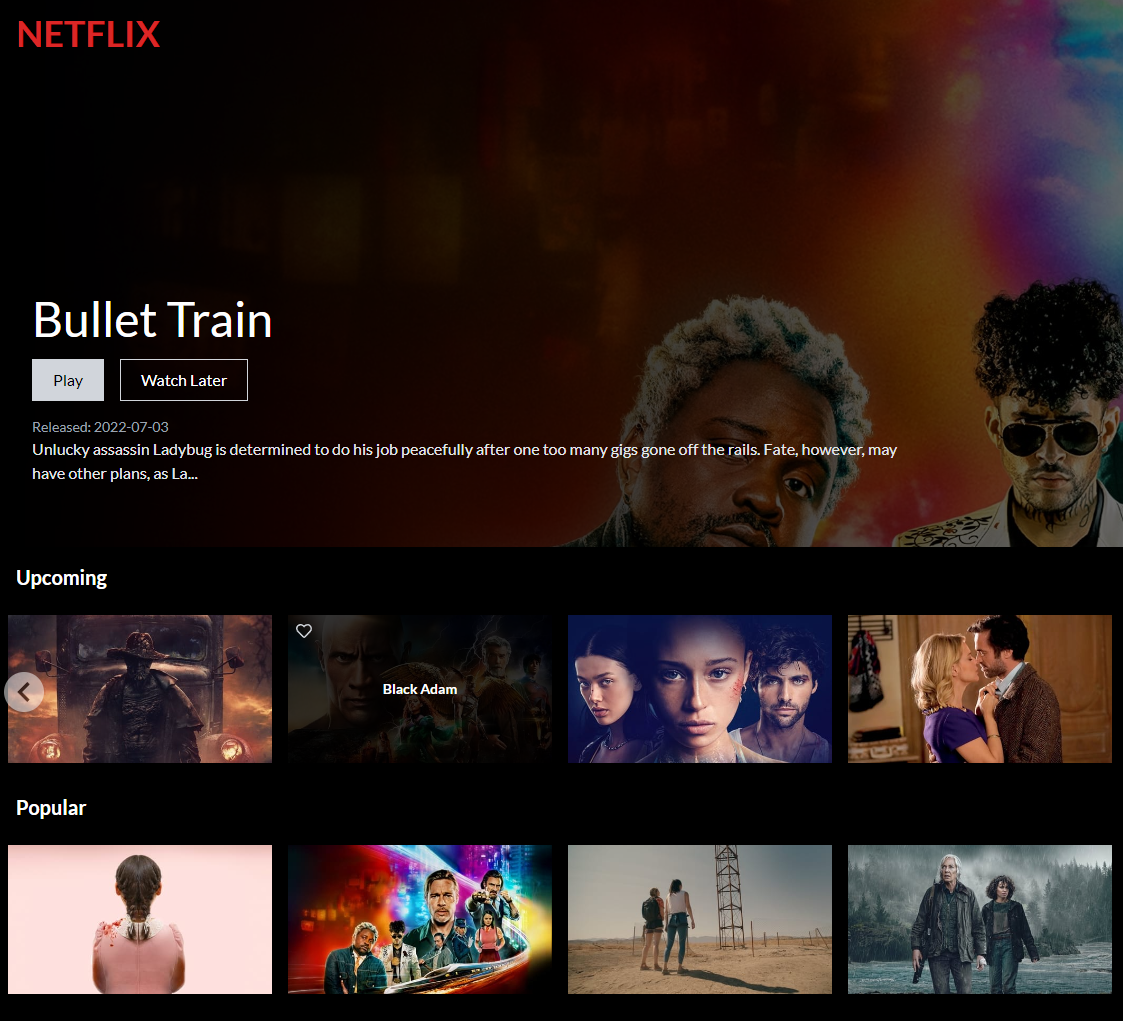 NETFLIX
Bullet Train
Play
Watch Later
Released: 2022-07-03
Unlucky assassin Ladybug is determined to do his job peacefully after one too many gigs gone off the rails. Fate, however, may
have other plans, as La...
Upcoming
Black Adam
Popular